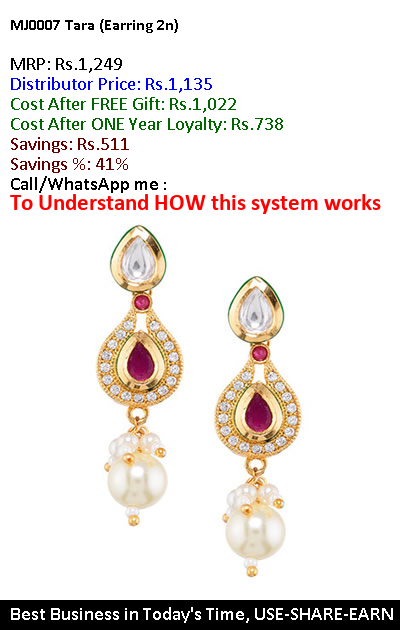 MJ0007 Tara (Earring 2n)
MRP: Rs.1,249
Distributor Price: Rs.1,135
Cost After FREE Gift: Rs.1,022
Cost After ONE Year Loyalty: Rs.738
Savings: Rs.511
Savings %: 41%
Call/WhatsApp me :
To Understand HOW this system works
Best Business in Today's Time, USE-SHARE-EARN